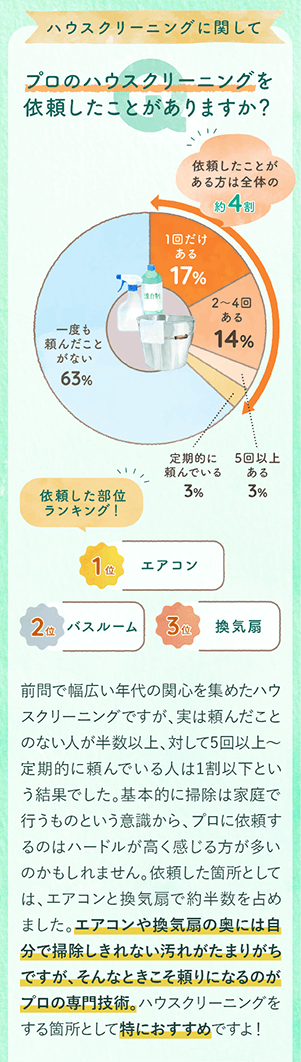 ハウスクリーニングに関して
プロのハウスクリーニングを
依頼したことがありますか?
Q
依頼したことが
ある方は全体の
約4割
1回だけ
ある
17%
2〜4回
ある
14%
一度も
頼んだこと
がない
63%
定期的に
頼んでいる
3%
5回以上
ある
3%
依頼した部位
ランキング!
1位 エアコン
2位 バスルーム
3位 換気扇
前問で幅広い年代の関心を集めたハウ
スクリーニングですが、実は頼んだこと
のない人が半数以上、対して5回以上〜
定期的に頼んでいる人は1割以下とい
う結果でした。基本的に掃除は家庭で
行うものという意識から、プロに依頼す
るのはハードルが高く感じる方が多い
のかもしれません。依頼した箇所として
は、エアコンと換気扇で約半数を占め
ました。エアコンや換気扇の奥には自
分で掃除しきれない汚れがたまりがち
ですが、そんなときこそ頼りになるのが
プロの専門技術。ハウスクリーニングを
する箇所として特におすすめですよ!